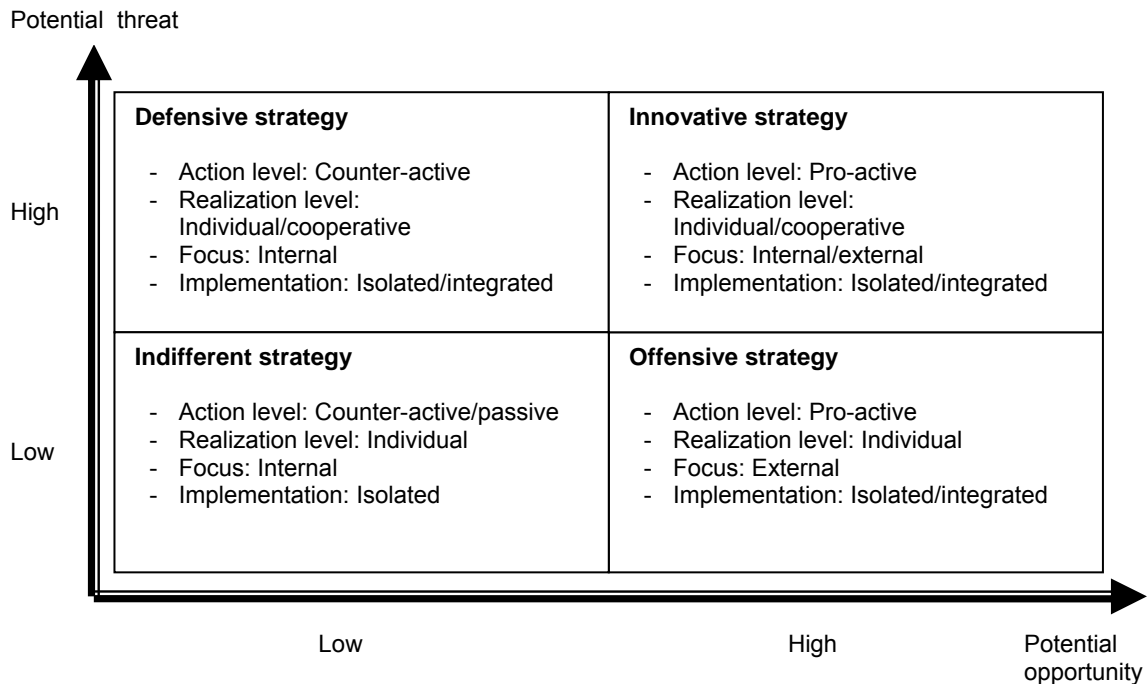 Potential threat
High
Defensive strategy
- Action level: Counter-active
- Realization level:
Individual/cooperative
- Focus: Internal
- Implementation: Isolated/integrated
Innovative strategy
- Action level: Pro-active
- Realization level:
Individual/cooperative
- Focus: Internal/external
- Implementation: Isolated/integrated
Low
Indifferent strategy
- Action level: Counter-active/passive
- Realization level: Individual
- Focus: Internal
- Implementation: Isolated
Offensive strategy
- Action level: Pro-active
- Realization level: Individual
- Focus: External
- Implementation: Isolated/integrated
Low
High
Potential
opportunity